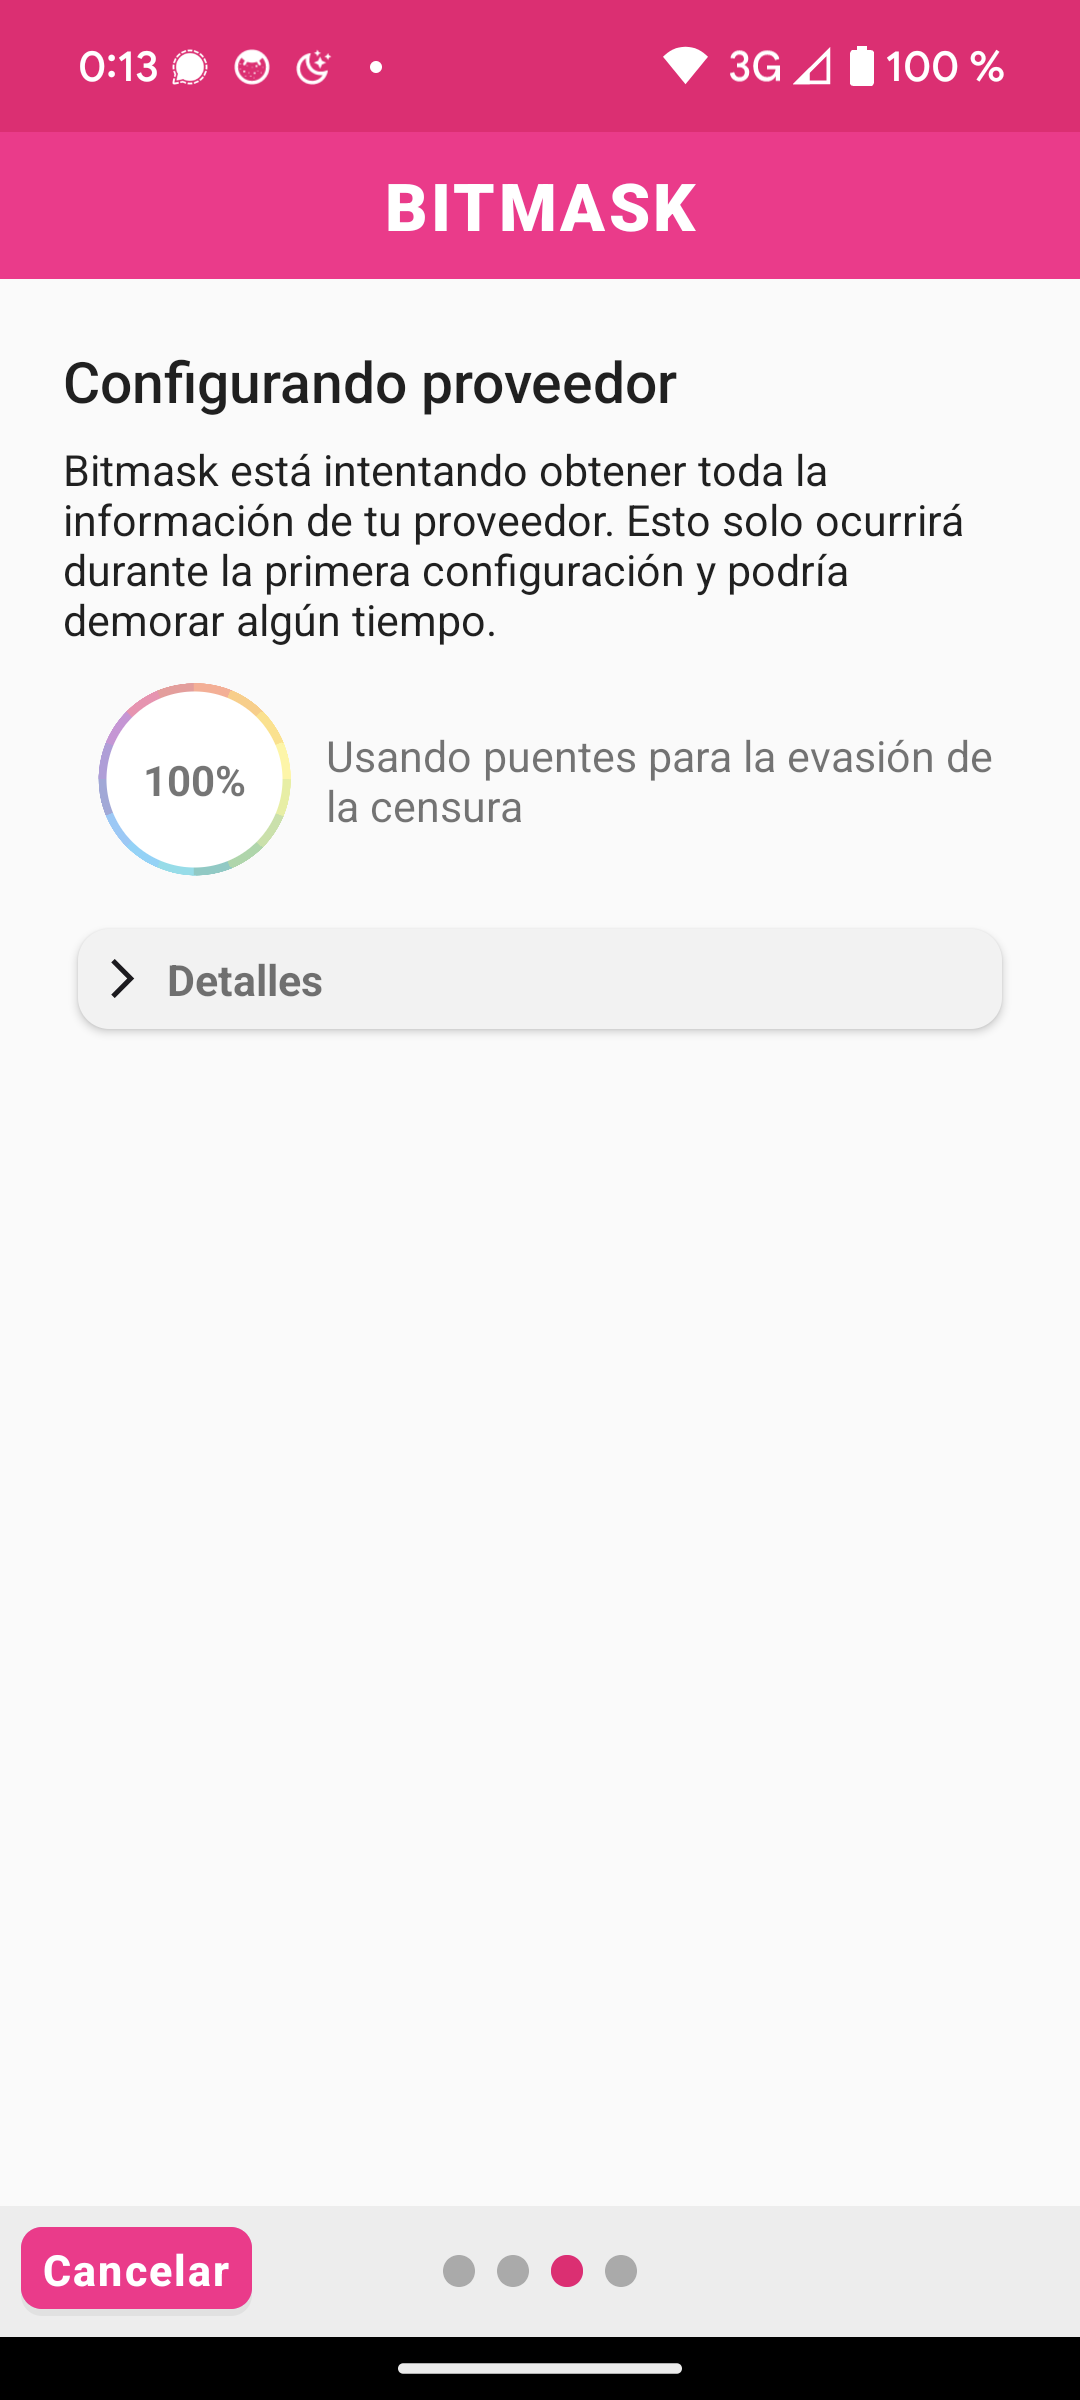 0:13 3G 100 %
BITMASK
Configurando proveedor
Bitmask está intentando obtener toda la
información de tu proveedor. Esto solo ocurrirá
durante la primera configuración y podría
demorar algún tiempo.
100%
Usando puentes para la evasión de
la censura
Detalles
Cancelar